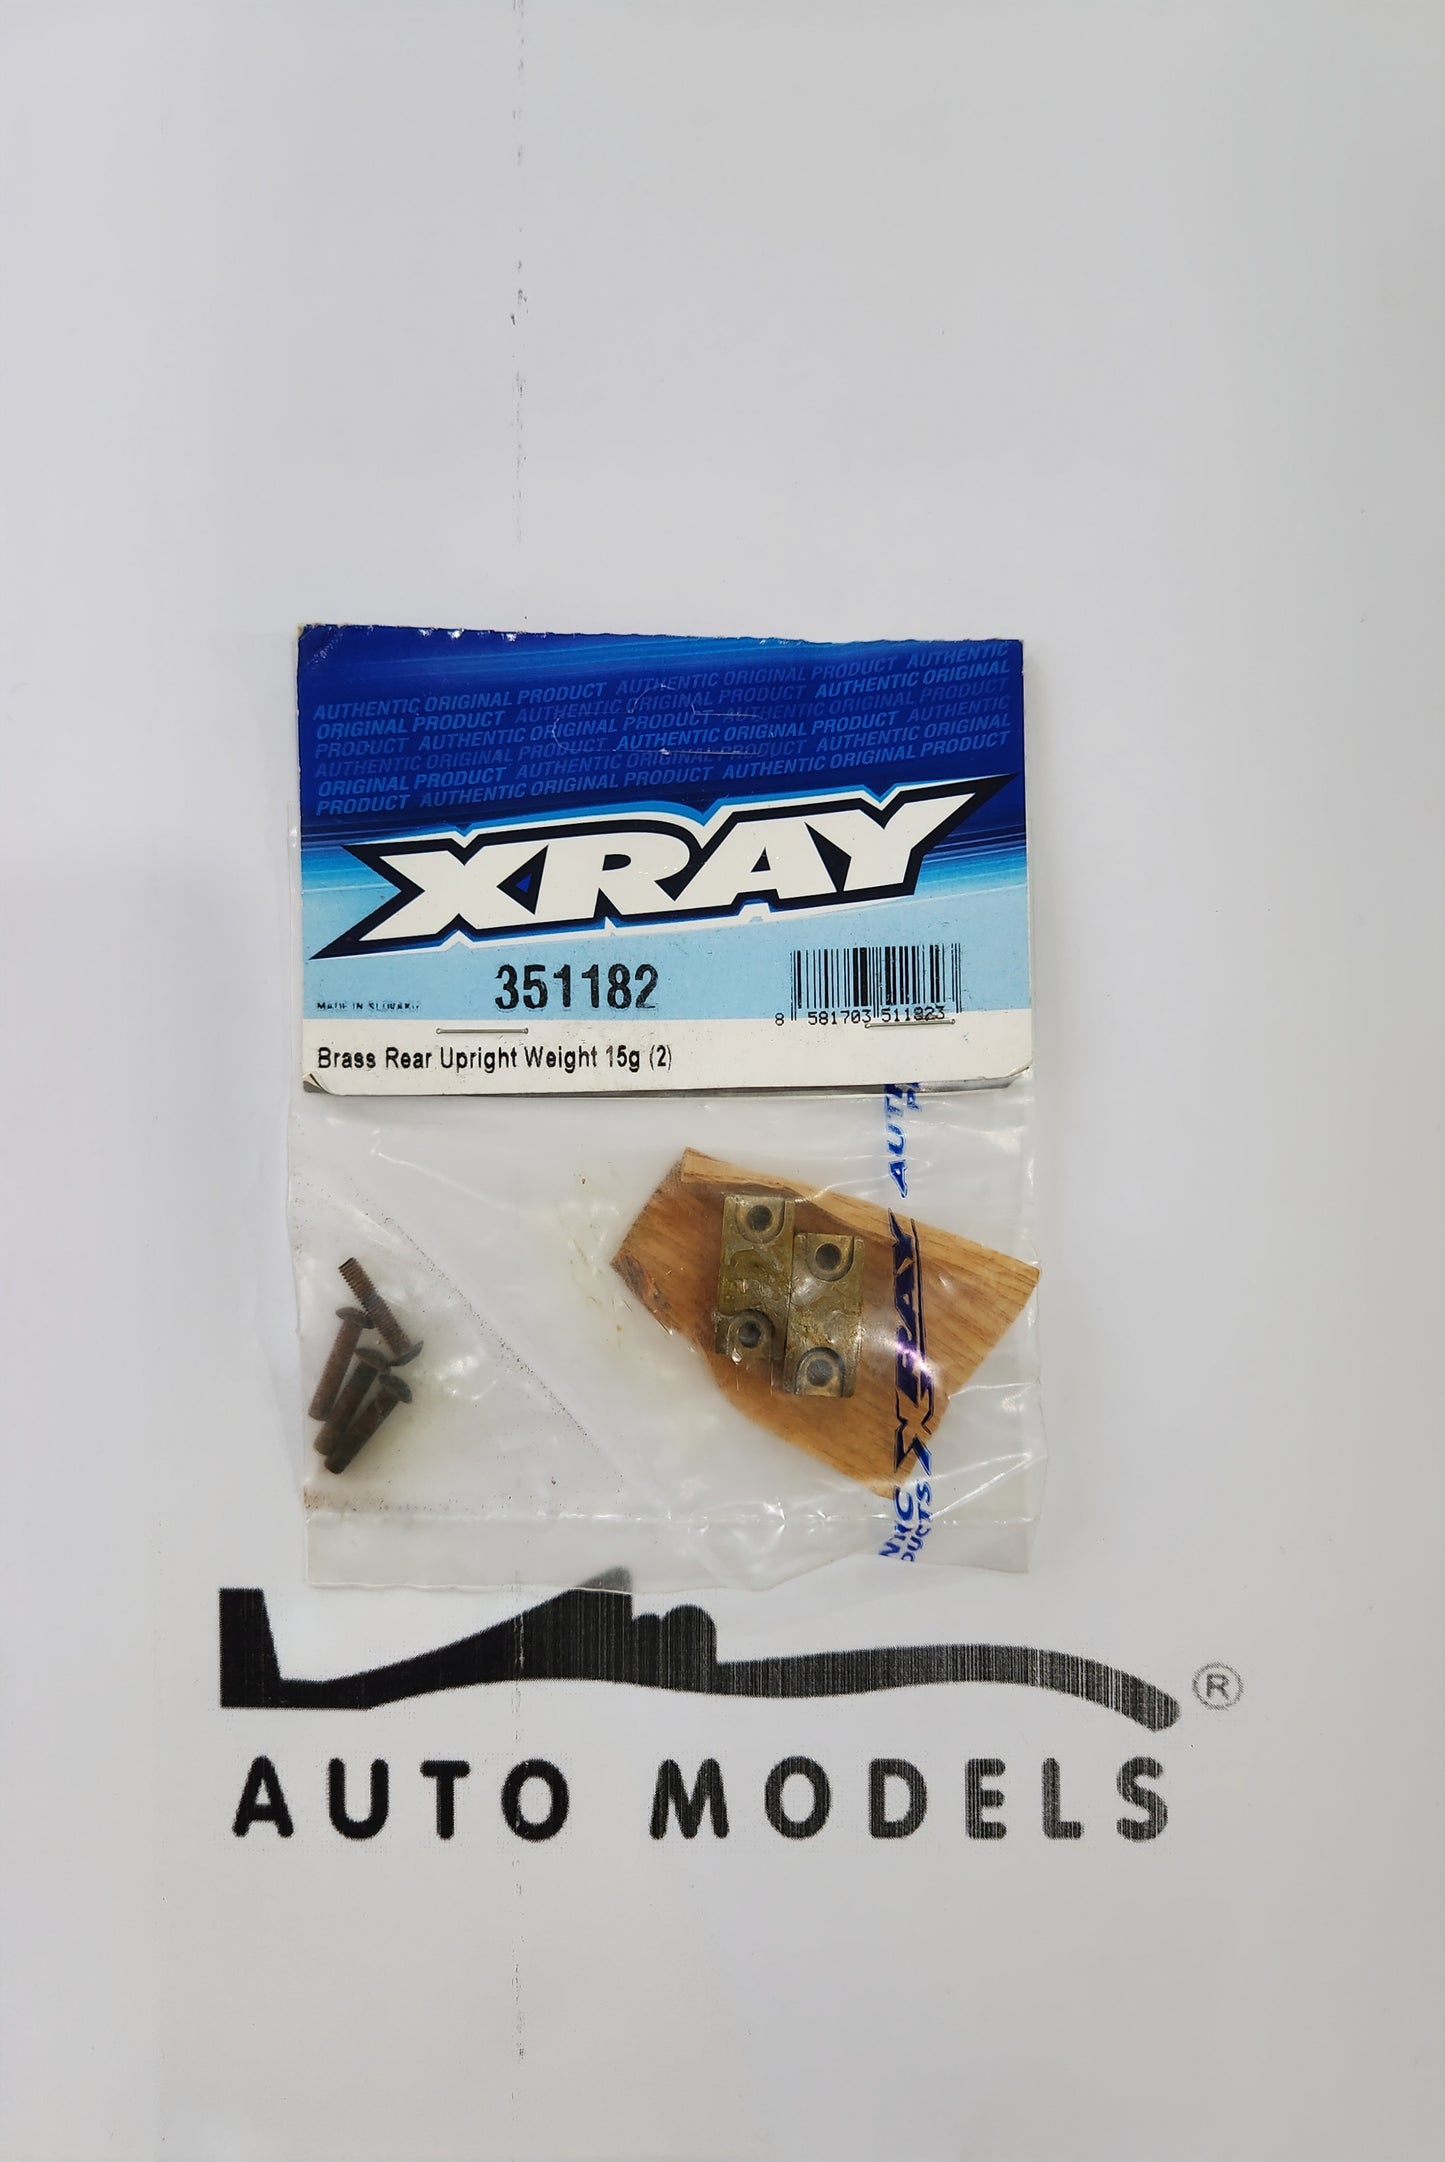 AUTHENTIC ORIGINAL PRODUCT AUTHENTIC ORIGINAL PRODUCT AUTHENTIC
ORIGINAL PRODUCT AUTHENTIC ORIGINAL PRODUCT AUTHENTIC ORIGINAL
PRODUCT AUTHENTIC ORIGINAL PRODUCT AUTHENTIC ORIGINAL PRODUCT
AUTHENTIC ORIGINAL PRODUCT AUTHENTIC ORIGINAL PRODUCT AUTHENTIC
ORIGINAL PRODUCT AUTHENTIC ORIGINAL PRODUCT AUTHENTIC ORIGINAL
PRODUCT AUTHENTIC ORIGINAL PRODUCT AUTHENTIC ORIGINAL PRODUCT
XRAY
351182
MADE IN SLOVAKIA
8 581703 511823
Brass Rear Upright Weight 15g (2)
XRAY
AUTO MODELS
®